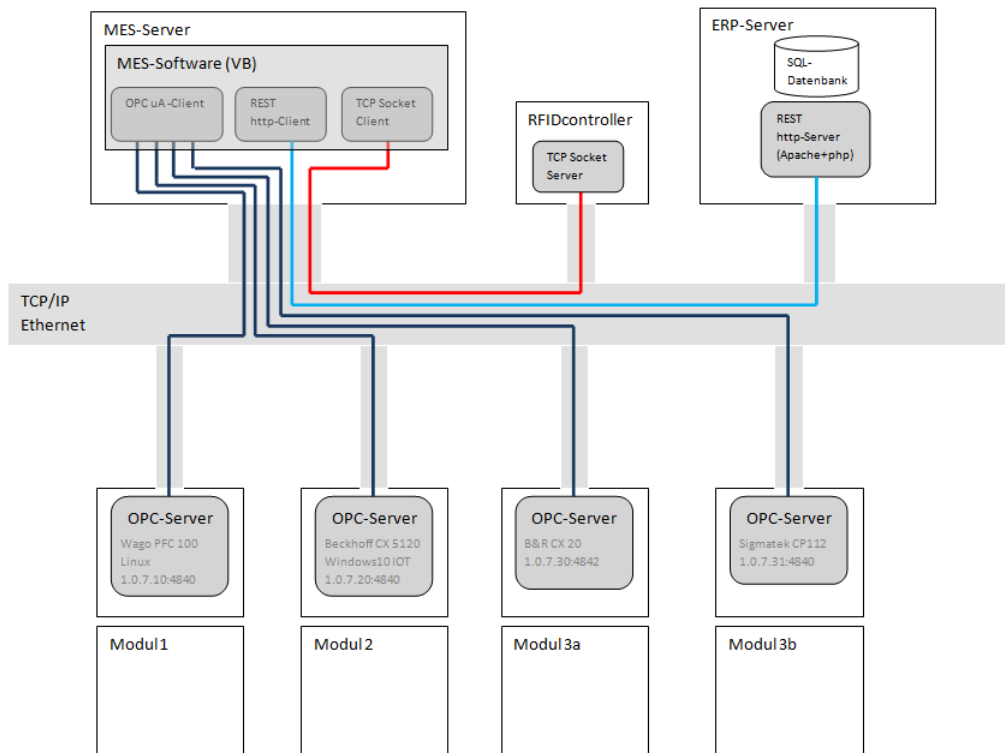 MES-Server
MES-Software (VB)
OPC uA-Client
REST
http-Client
TCP Socket
Client
RFIDcontroller
TCP Socket
Server
ERP-Server
SQL-
Datenbank
REST
http-Server
(Apache+php)
TCP/IP
Ethernet
OPC-Server
Wago PFC 100
Linux
1.0.7.10:4840
OPC-Server
Beckhoff CX 5120
Windows10 IOT
1.0.7.20:4840
OPC-Server
B&R CX 20
1.0.7.30:4842
OPC-Server
Sigmatek CP112
1.0.7.31:4840
Modul 1
Modul 2
Modul 3a
Modul 3b